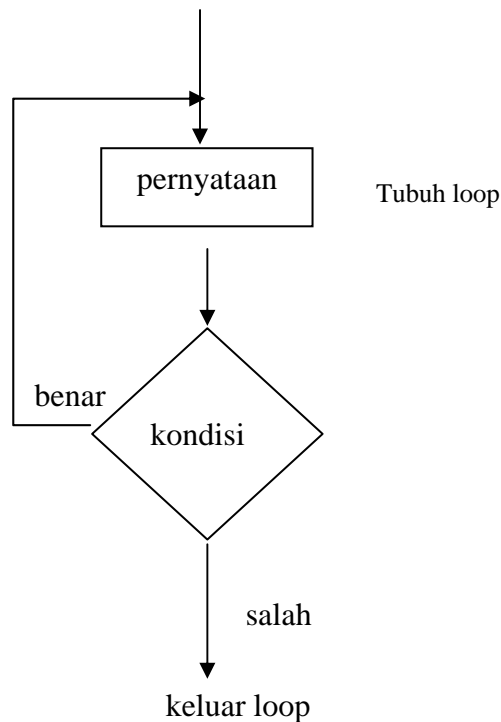 pernyataan
Tubuh loop
benar
kondisi
salah
keluar loop